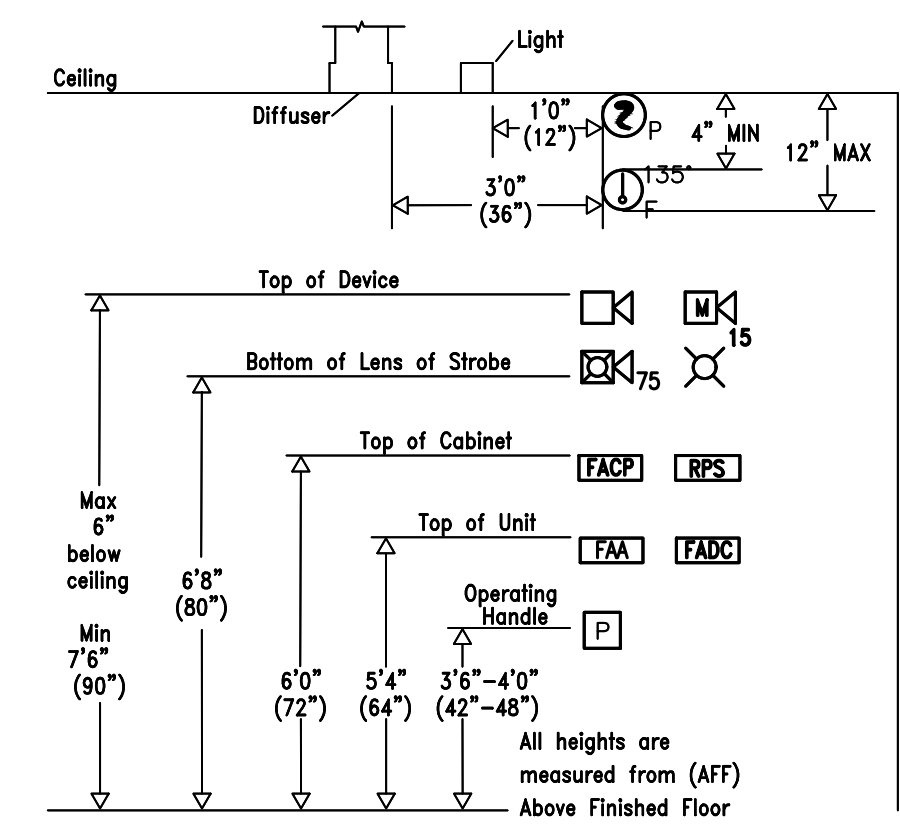 Light
Ceiling
Diffuser
1'0"
(12")
P
4" MIN
12" MAX
135°
F
3'0"
(36")
Top of Device
M
15
Bottom of Lens of Strobe
75
Top of Cabinet
FACP
RPS
Max
6"
below
ceiling
Top of Unit
FAA
FADC
6'8"
(80")
Operating
Handle
P
Min
7'6"
(90")
6'0"
(72")
5'4"
(64")
3'6"-4'0"
(42"-48")
All heights are
measured from (AFF)
Above Finished Floor